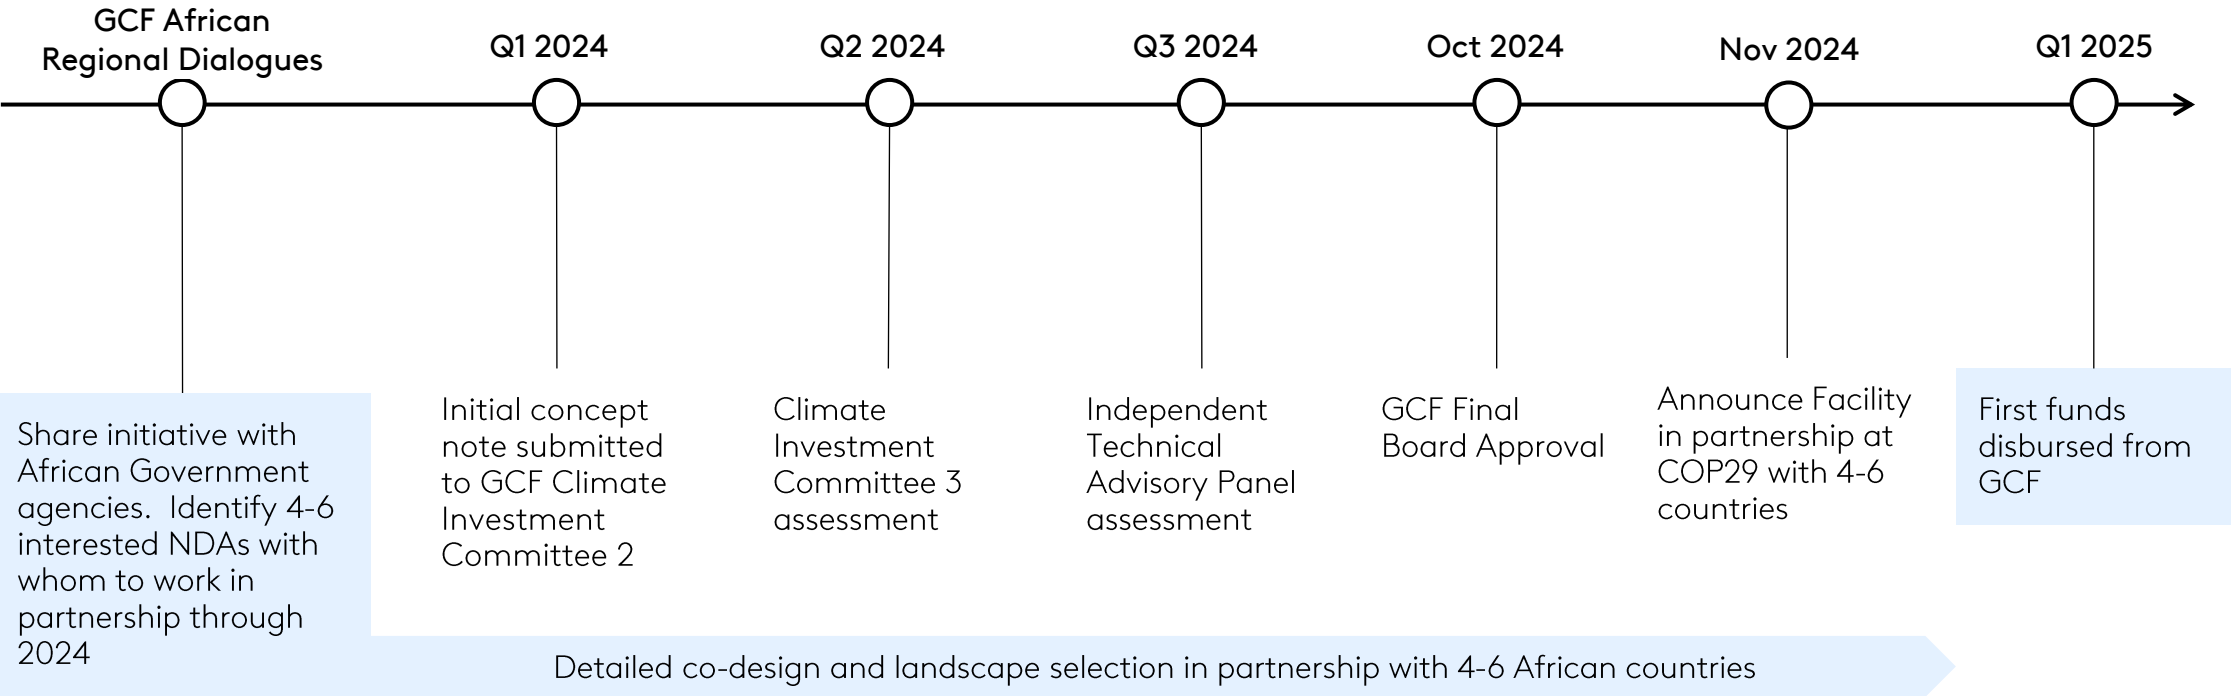 GCF African
Regional Dialogues
Q1 2024
Q2 2024
Q3 2024
Oct 2024
Nov 2024
Q1 2025
Share initiative with
African Government
agencies.  Identify 4-6
interested NDAs with
whom to work in
partnership through
2024
Initial concept
note submitted
to GCF Climate
Investment
Committee 2
Climate
Investment
Committee 3
assessment
Independent
Technical
Advisory Panel
assessment
GCF Final
Board Approval
Announce Facility
in partnership at
COP29 with 4-6
countries
First funds
disbursed from
GCF
Detailed co-design and landscape selection in partnership with 4-6 African countries